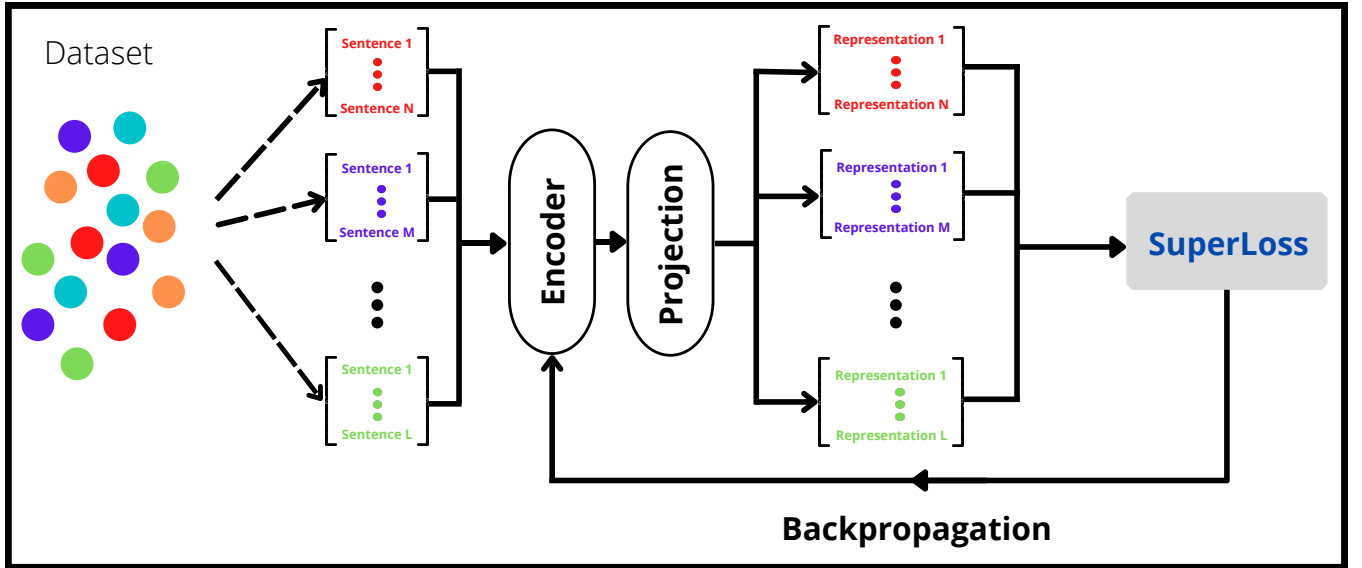 Dataset
Sentence 1
Sentence N
Sentence 1
Sentence M
Sentence 1
Sentence L
Encoder
Projection
Representation 1
Representation N
Representation 1
Representation M
Representation 1
Representation L
SuperLoss
Backpropagation